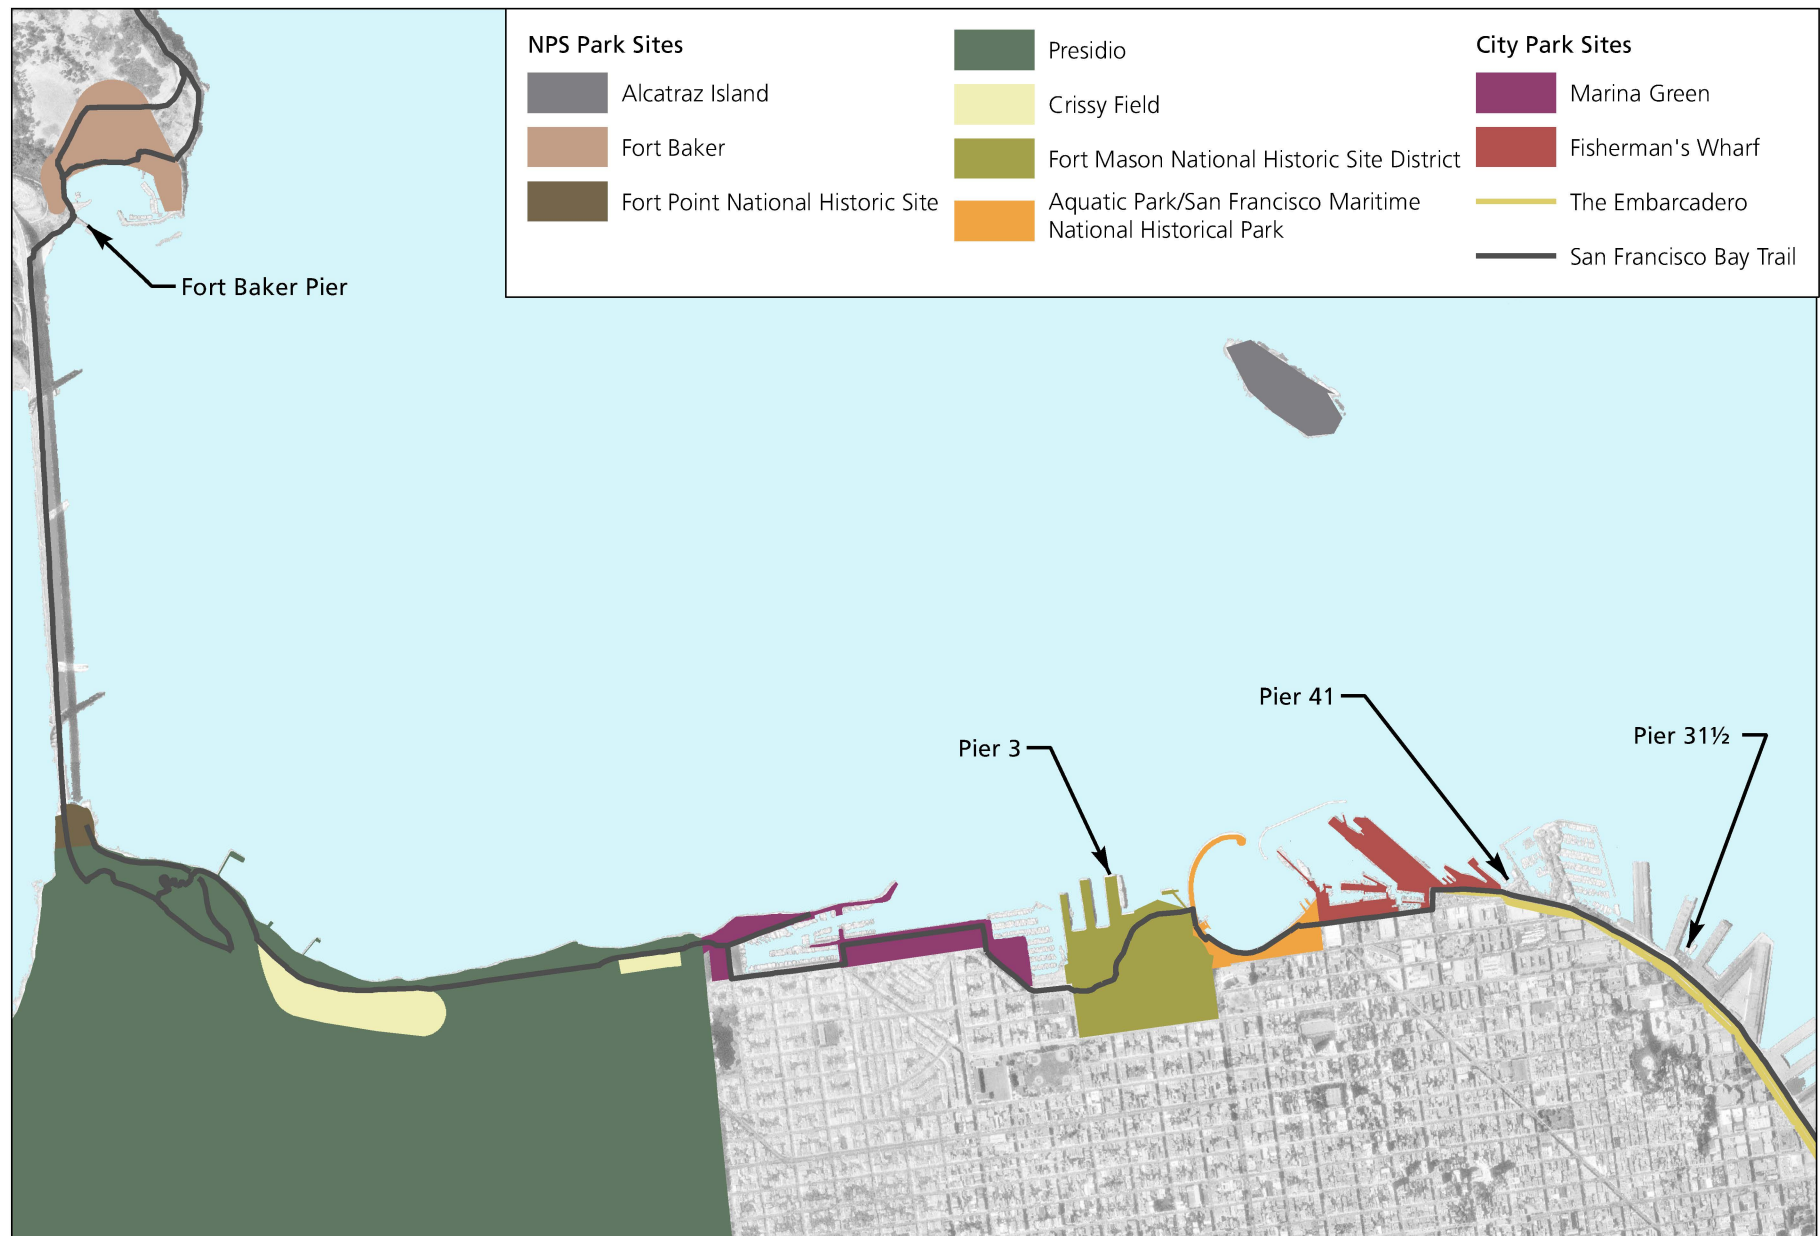 NPS Park Sites
Alcatraz Island
Fort Baker
Fort Point National Historic Site
Presidio
Crissy Field
Fort Mason National Historic Site District
Aquatic Park/San Francisco Maritime
National Historical Park
City Park Sites
Marina Green
Fisherman's Wharf
The Embarcadero
San Francisco Bay Trail
Fort Baker Pier
Pier 41
Pier 31½
Pier 3